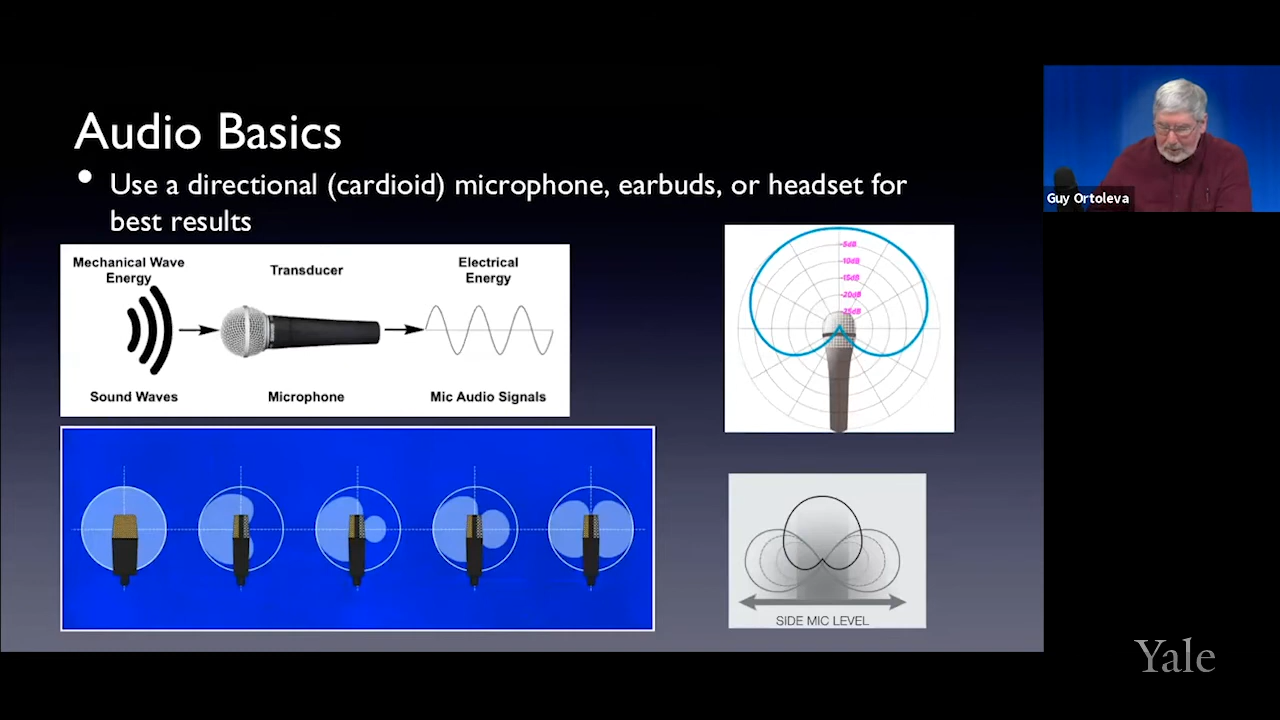 Audio Basics
• Use a directional (cardioid) microphone, earbuds, or headset for
best results
Mechanical Wave
Energy
Transducer
Electrical
Energy
Sound Waves
Microphone
Mic Audio Signals
-5dB
-10dB
-15dB
-20dB
SIDE MIC LEVEL
Guy Ortoleva
Yale